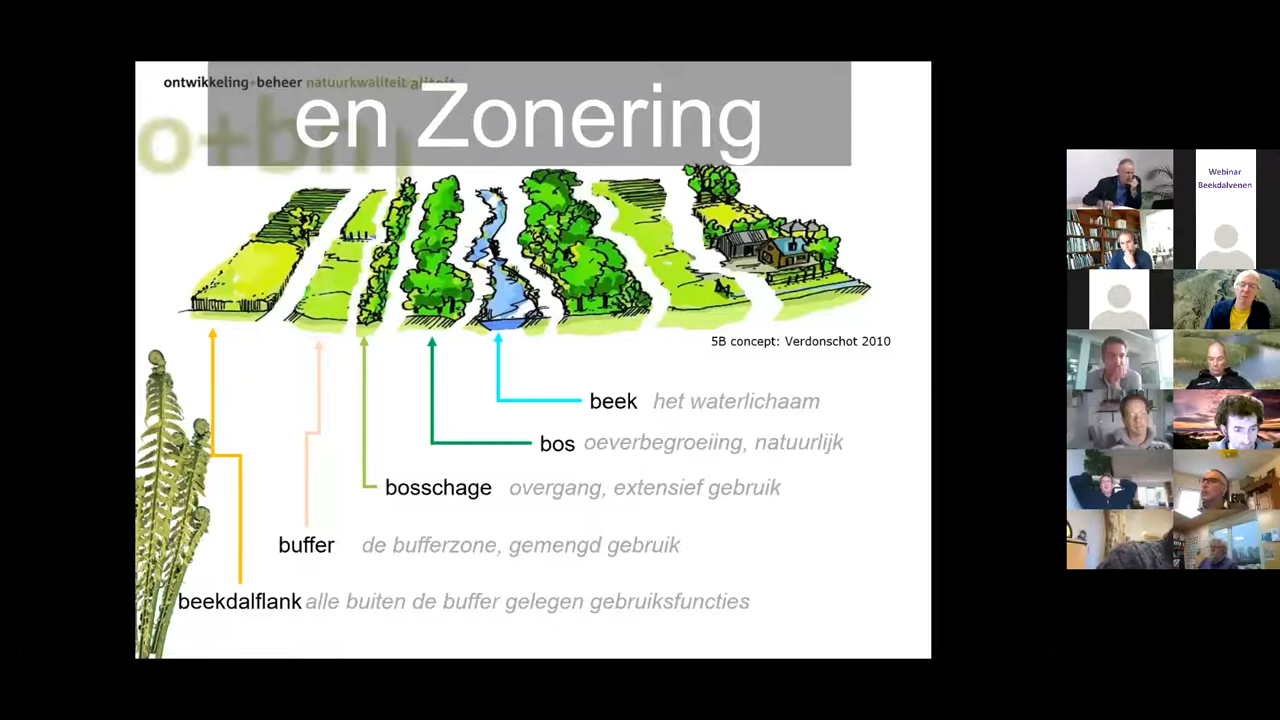 ontwikkeling+beheer natuurkwaliteit
o+bn
en Zonering
5B concept: Verdonschot 2010
beek het waterlichaam
bos oeverbegroeiing, natuurlijk
bosschage overgang, extensief gebruik
buffer de bufferzone, gemengd gebruik
beekdalflank alle buiten de buffer gelegen gebruiksfuncties
Webinar
Beekdalvenen